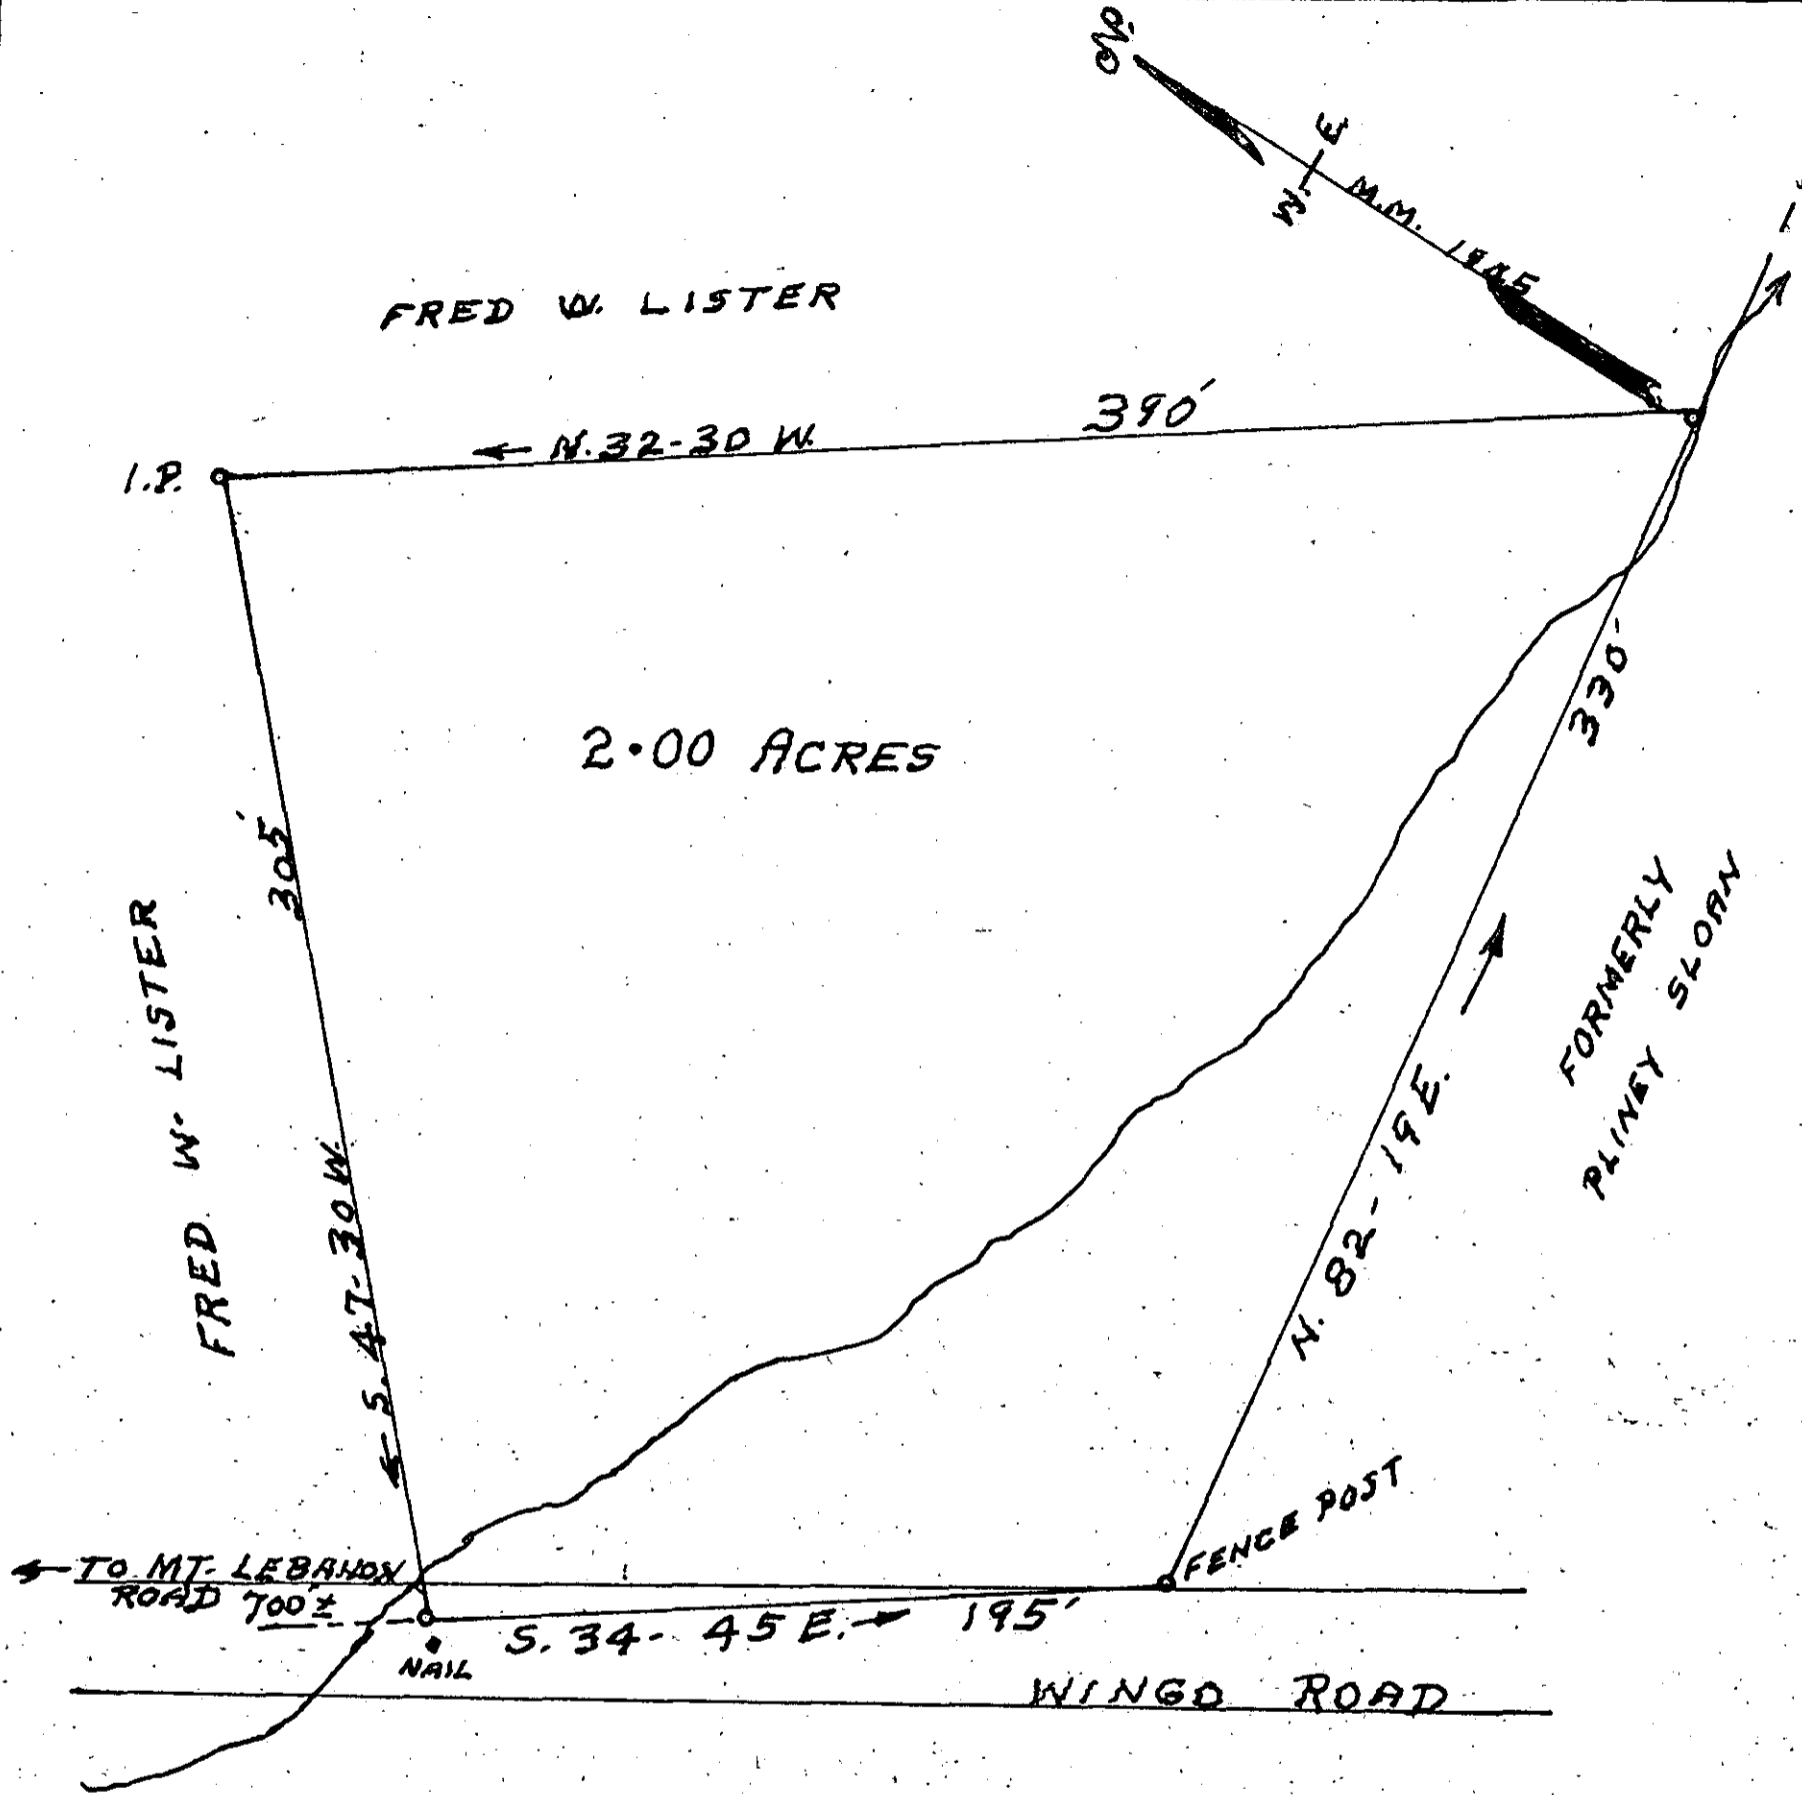 E
W.
M.M. 1945
FRED W. LISTER
390'
← N. 32-30 W.
I.P.
2.00 ACRES
305'
← S. 47-30 W.
FRED W. LISTER
330'
N. 82-19 E.
FORMERLY
PLINEY SLOAN
FENCE POST
← TO MT. LEBANON
ROAD 700'±
S. 34-45 E. → 195'
NAIL
WINGO ROAD